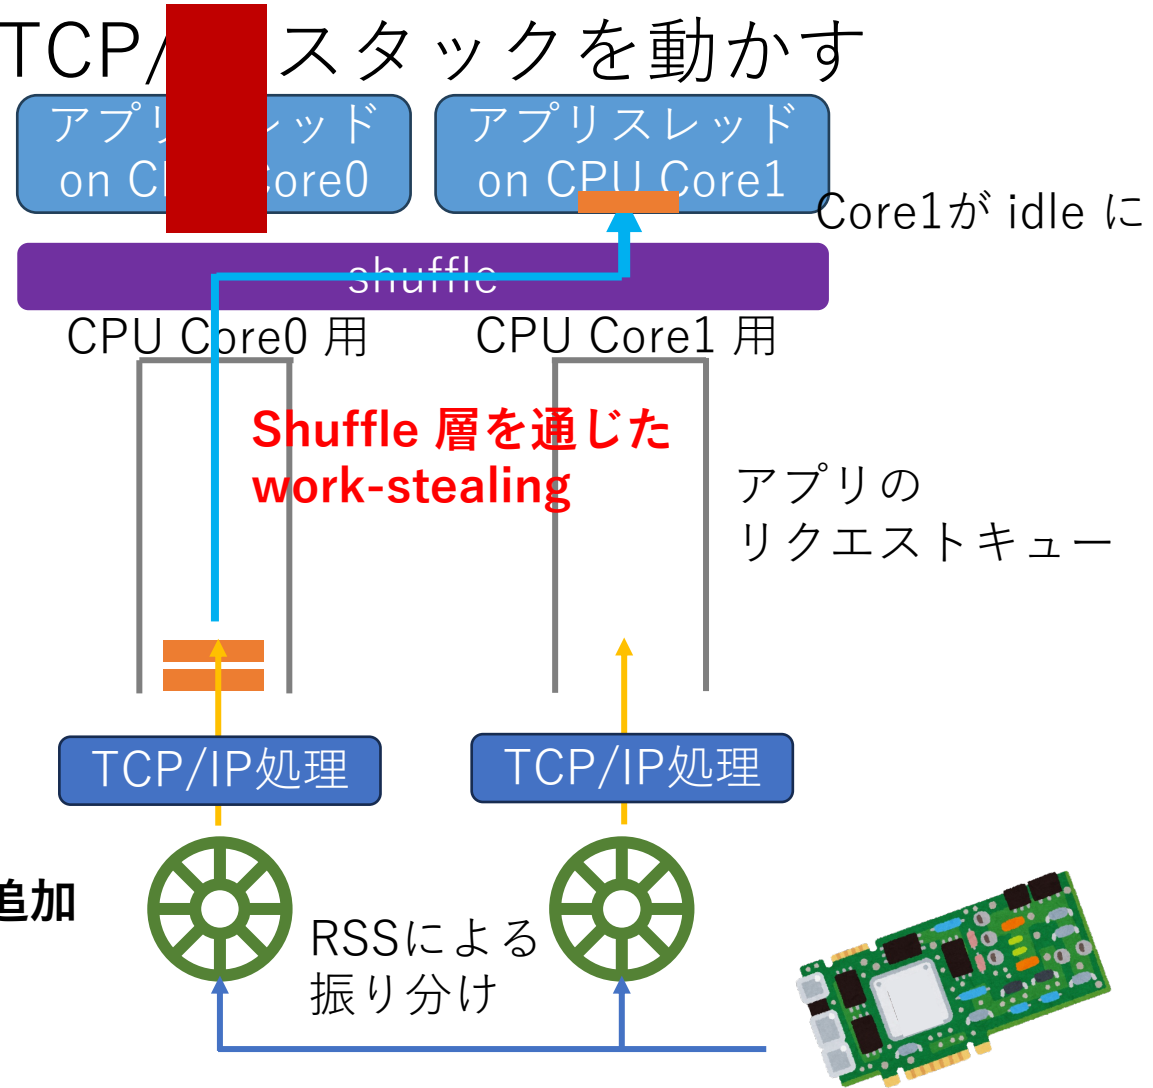 TCP/ スタックを動かす
アプリ レッド
on C ore0
アプリスレッド
on CPU Core1
Core1が idle に
shuffle
CPU Core0 用
CPU Core1 用
Shuffle 層を通じた
work-stealing
アプリの
リクエストキュー
TCP/IP処理
TCP/IP処理
追加
RSSによる
振り分け